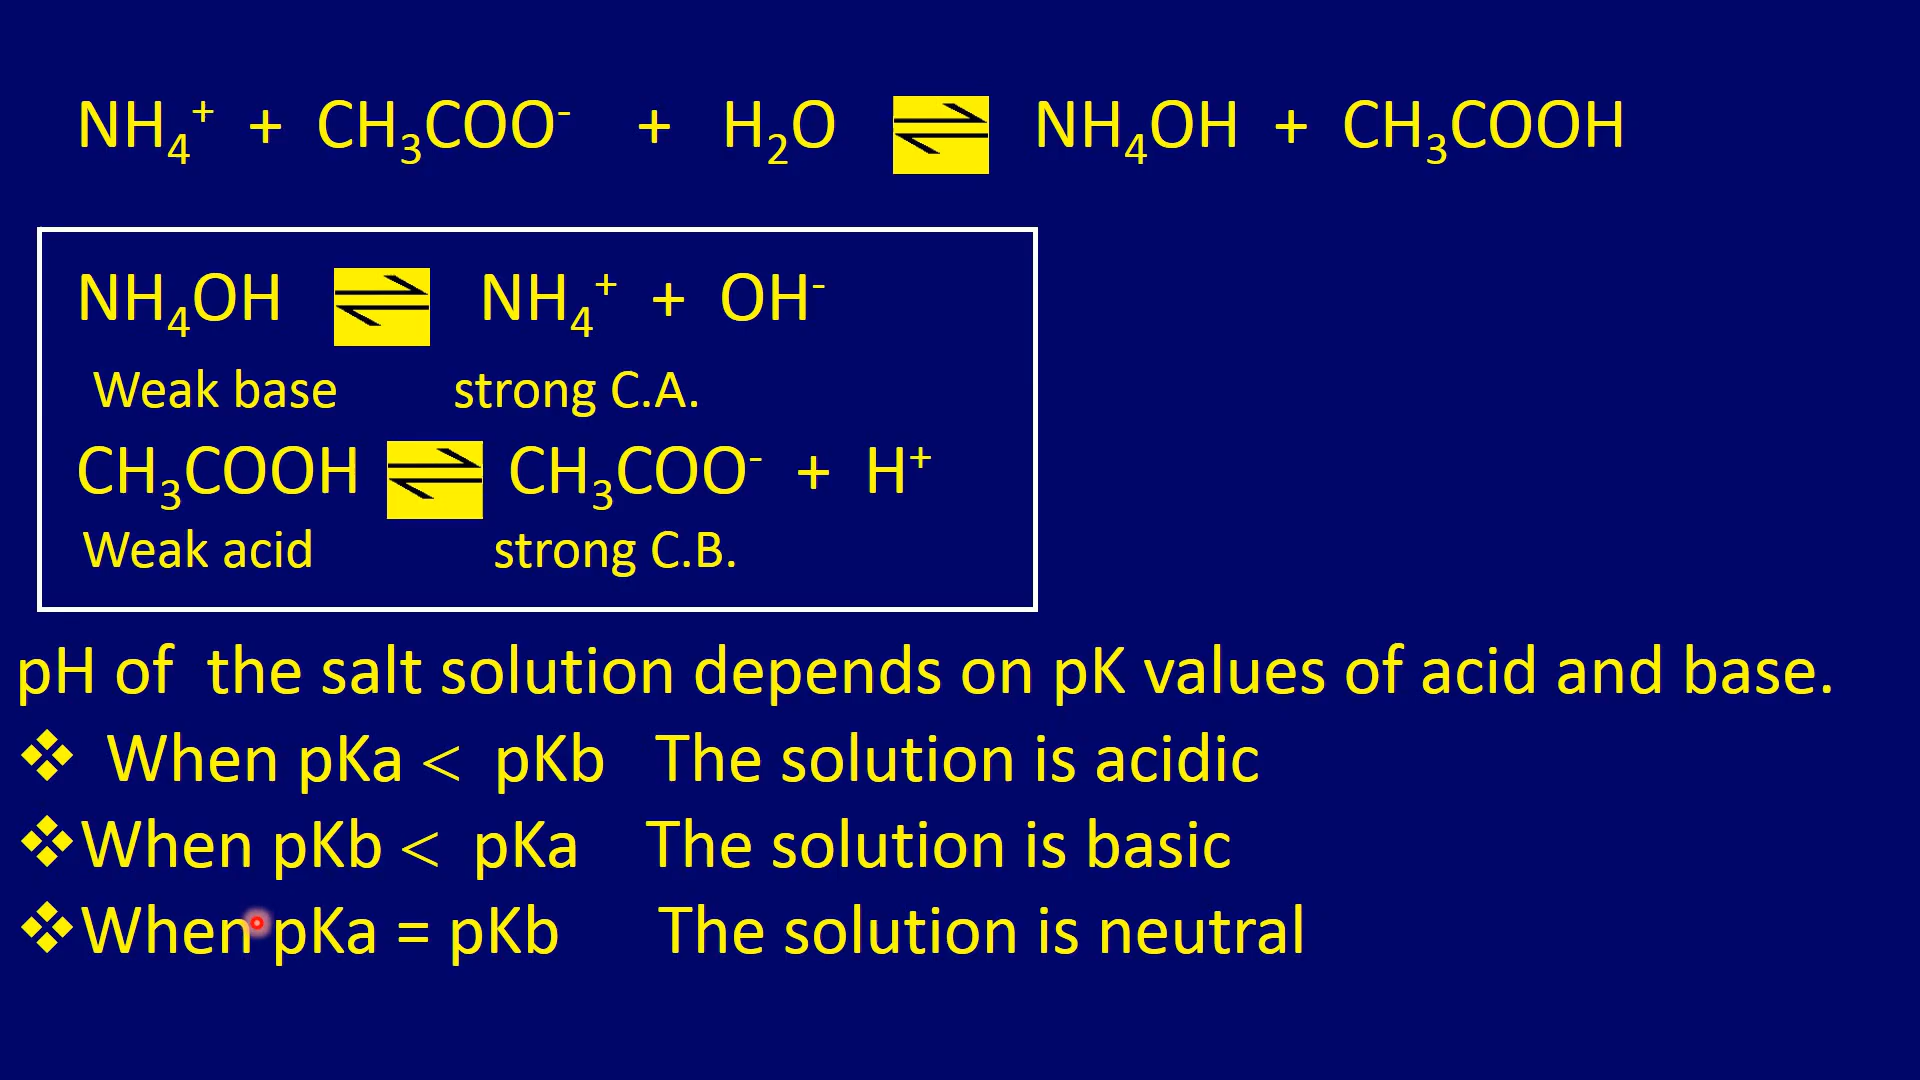 NH₄⁺ + CH₃COO⁻ + H₂O ⇌ NH₄OH + CH₃COOH
NH₄OH ⇌ NH₄⁺ + OH⁻
Weak base strong C.A.
CH₃COOH ⇌ CH₃COO⁻ + H⁺
Weak acid strong C.B.
pH of the salt solution depends on pK values of acid and base.
❖ When pKa < pKb The solution is acidic
❖When pKb < pKa The solution is basic
❖When pKa = pKb The solution is neutral